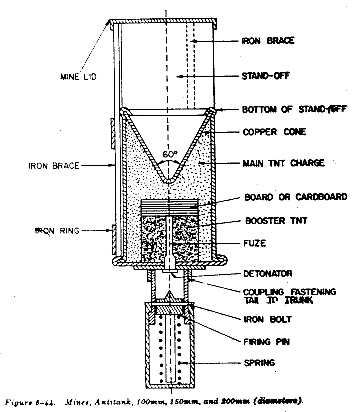 IRON BRACE
MINE LID
STAND-OFF
BOTTOM OF STAND-OFF
COPPER CONE
60°
MAIN TNT CHARGE
IRON BRACE
BOARD OR CARDBOARD
BOOSTER TNT
IRON RING
FUZE
DETONATOR
COUPLING FASTENING
TAIL TO TRUNK
IRON BOLT
FIRING PIN
SPRING
Figure 6-44. Mines, Antitank, 100mm, 150mm, and 200mm (diameters).